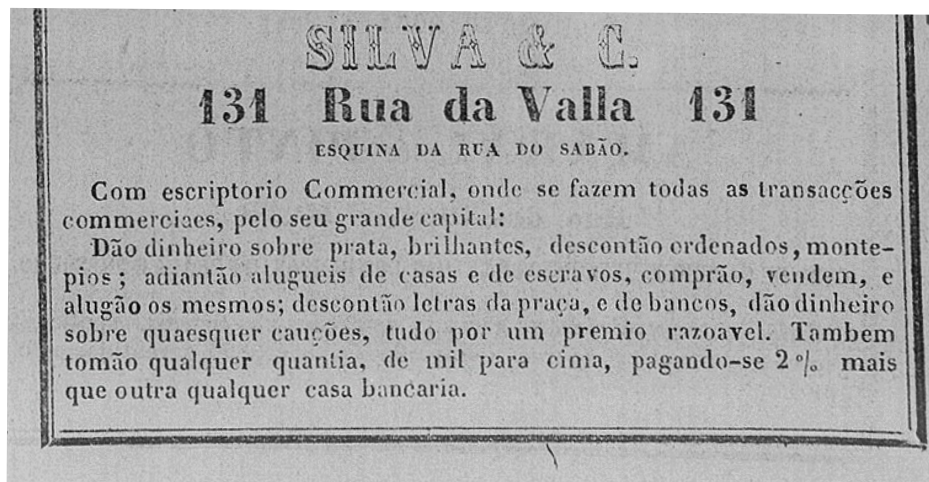 SILVA & C.
131 Rua da Valla 131
ESQUINA DA RUA DO SABÃO.
Com escriptorio Commercial, onde se fazem todas as transacções
commerciaes, pelo seu grande capital:
Dão dinheiro sobre prata, brilhantes, descontão ordenados, monte-
pios; adiantão alugueis de casas e de escravos, comprão, vendem, e
alugão os mesmos; descontão letras da praça, e de bancos, dão dinheiro
sobre quaesquer cauções, tudo por um premio razoavel. Tambem
tomão qualquer quantia, de mil para cima, pagando-se 2 % mais
que outra qualquer casa bancaria.